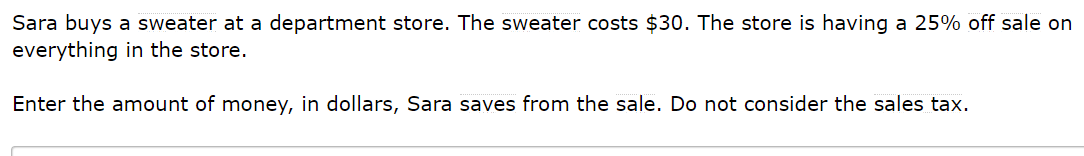 Sara buys a sweater at a department store. The sweater costs $30. The store is having a 25% off sale on
everything in the store.
Enter the amount of money, in dollars, Sara saves from the sale. Do not consider the sales tax.